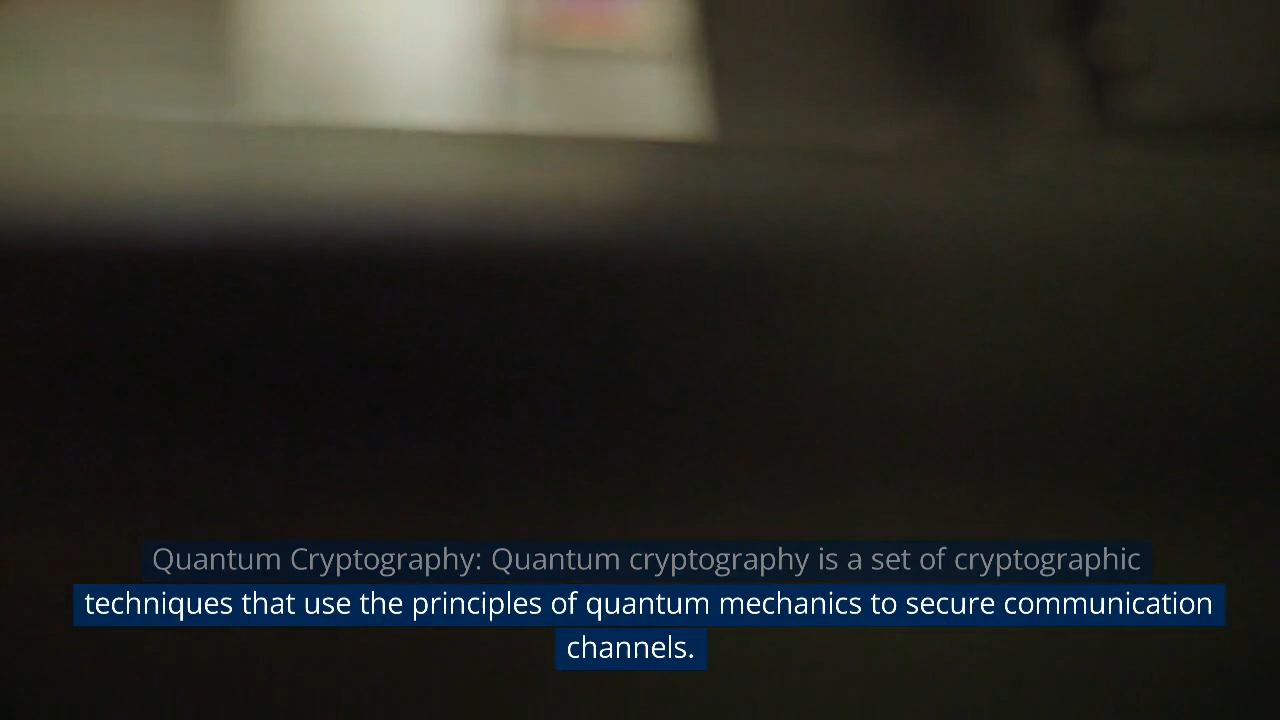 Quantum Cryptography: Quantum cryptography is a set of cryptographic
techniques that use the principles of quantum mechanics to secure communication
channels.